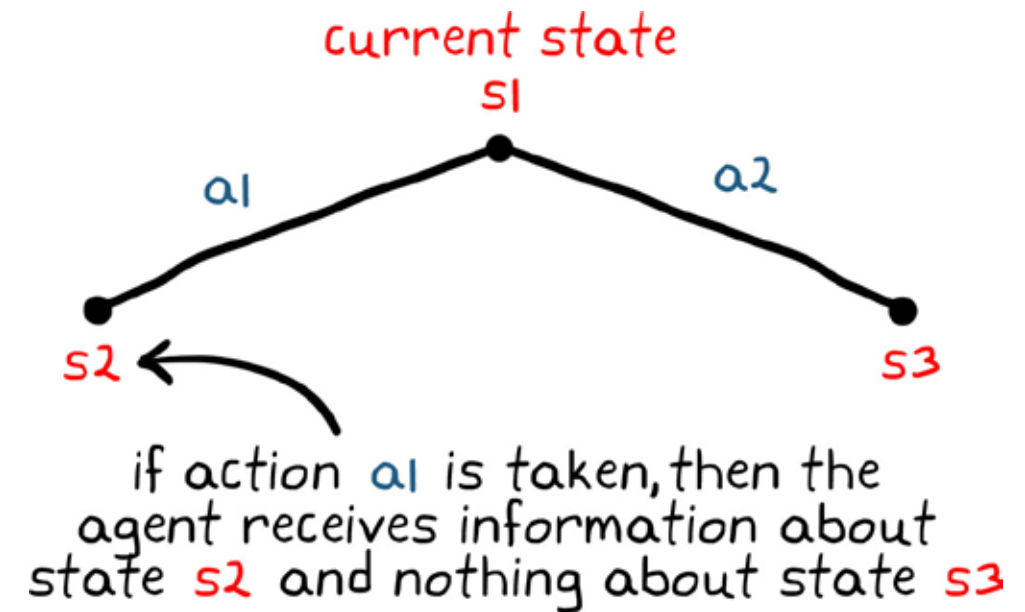 current state
s1
a1
a2
s2
s3
if action a1 is taken, then the
agent receives information about
state s2 and nothing about state s3